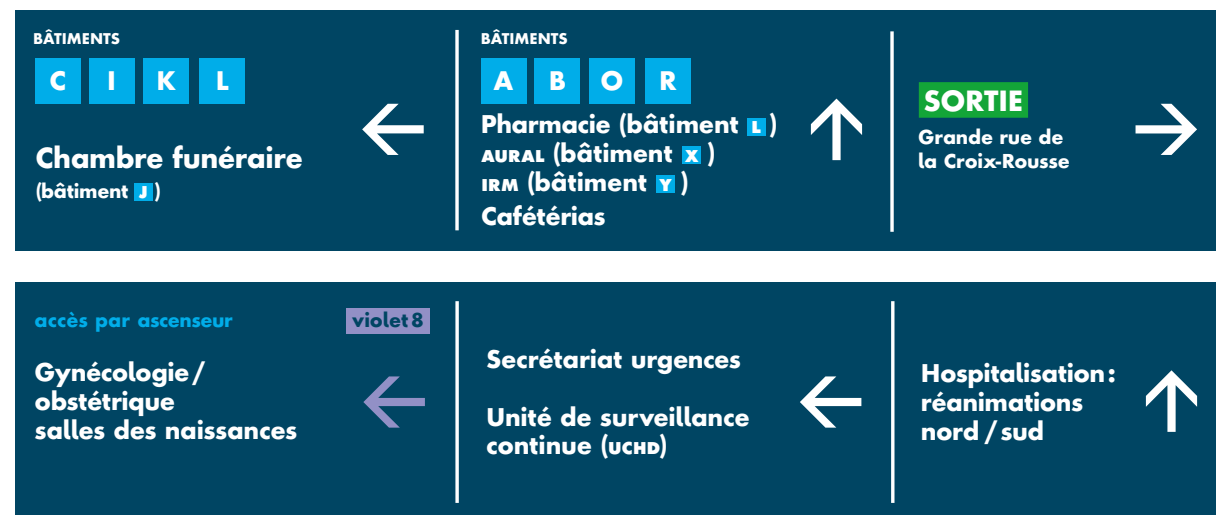 BÂTIMENTS
C I K L
Chambre funéraire
(bâtiment J)
BÂTIMENTS
A B O R
Pharmacie (bâtiment L)
AURAL (bâtiment X)
IRM (bâtiment Y)
Cafétérias
SORTIE
Grande rue de
la Croix-Rousse
accès par ascenseur
violet 8
Gynécologie/
obstétrique
salles des naissances
Secrétariat urgences
Unité de surveillance
continue (UCHD)
Hospitalisation:
réanimations
nord/sud